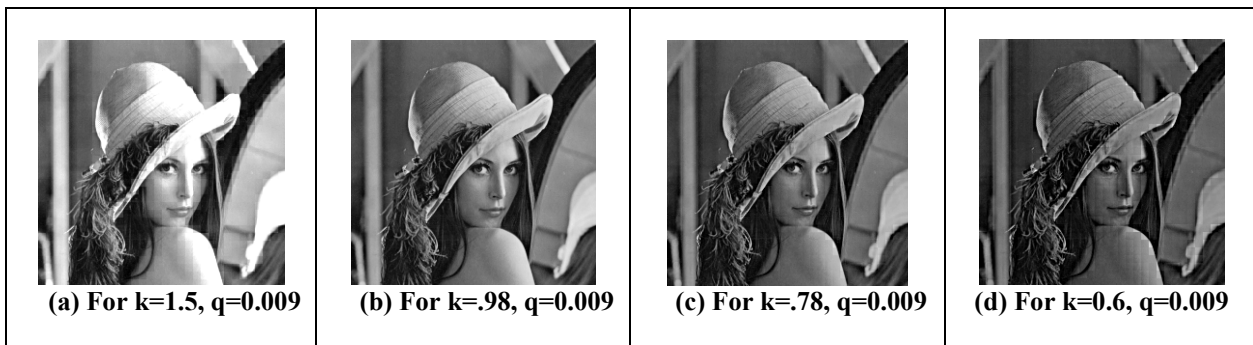 (a) For k=1.5, q=0.009
(b) For k=.98, q=0.009
(c) For k=.78, q=0.009
(d) For k=0.6, q=0.009